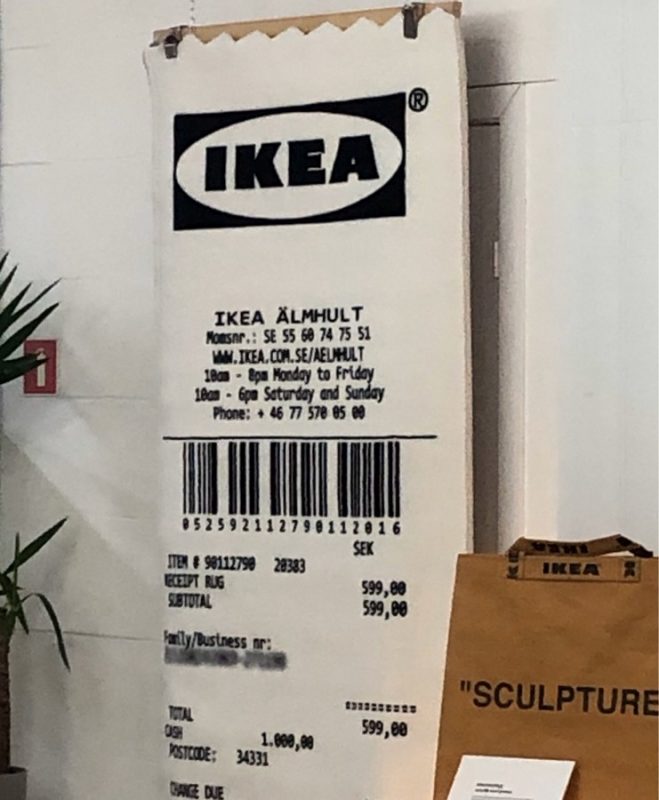 IKEA®
IKEA ÄLMHULT
Momsnr.: SE 55 60 74 75 51
WWW.IKEA.COM.SE/AELMHULT
10am - 8pm Monday to Friday
10am - 6pm Saturday and Sunday
Phone: + 46 77 570 05 00
052592112790112016
SEK
ITEM # 90112790 20383
RECEIPT RUG 599,00
SUBTOTAL 599,00
Family/Business nr:
TOTAL 599,00
CASH 1.000,00
POSTCODE: 34331
CHANGE DUE
IKEA
"SCULPTURE